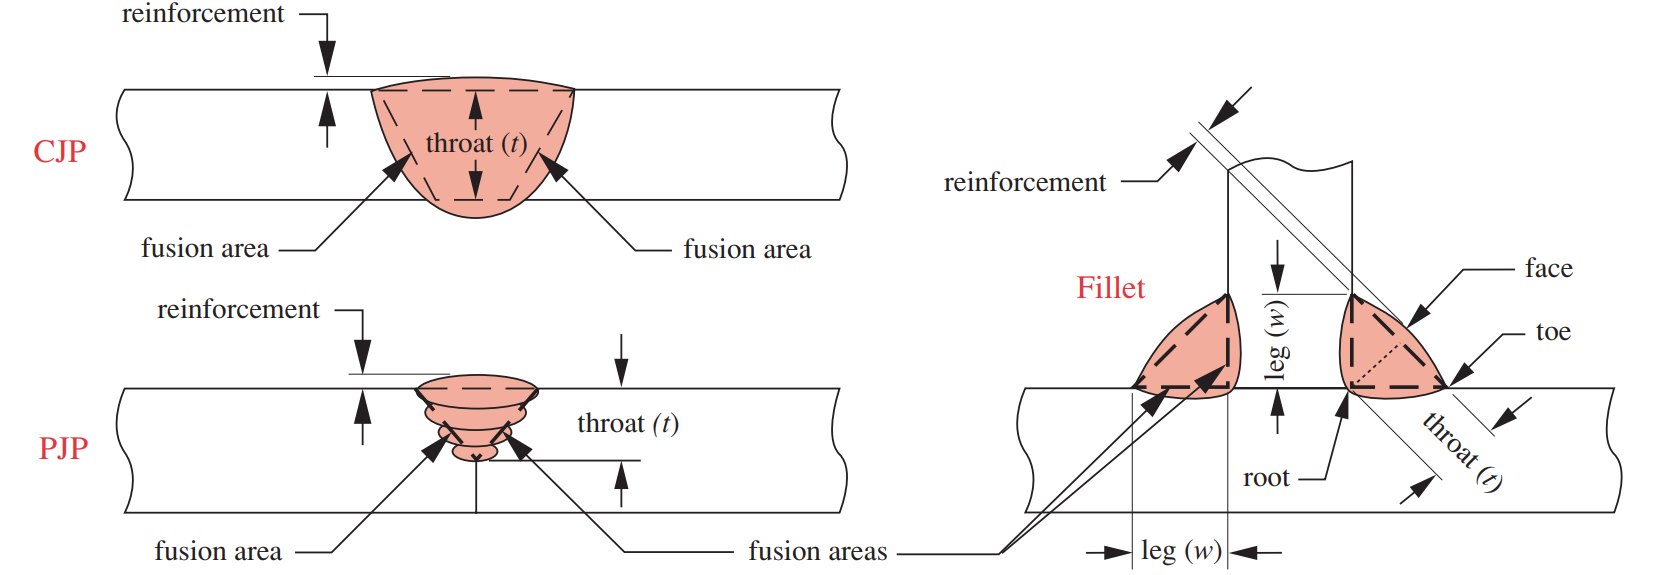 reinforcement
CJP
throat (t)
fusion area
fusion area
reinforcement
PJP
throat (t)
fusion area
fusion areas
reinforcement
Fillet
leg (w)
face
toe
throat (t)
root
leg (w)